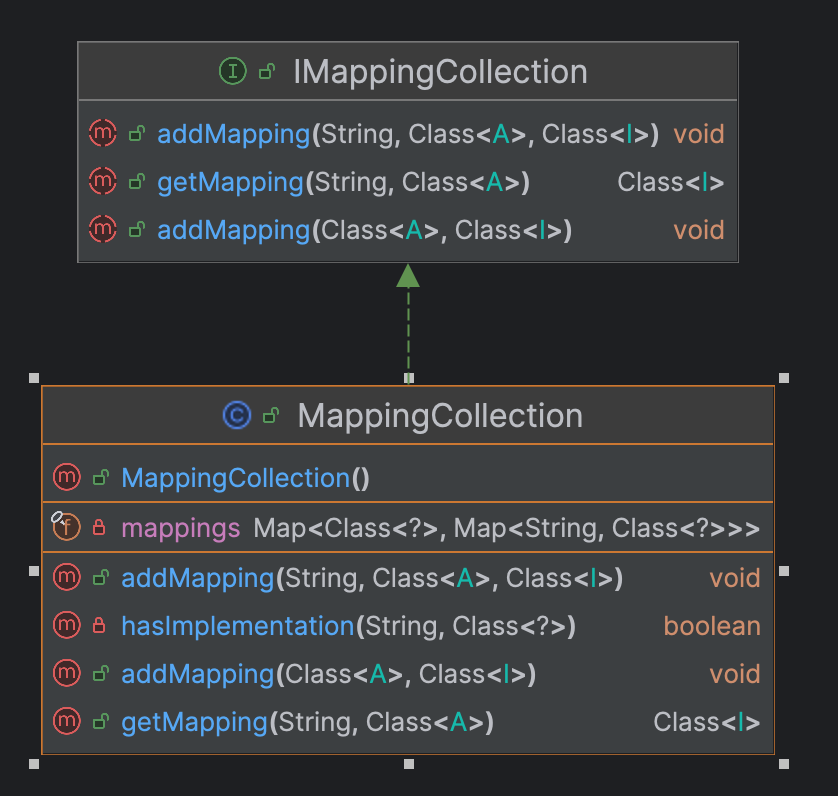 I IMappingCollection
m addMapping(String, Class<A>, Class<I>) void
m getMapping(String, Class<A>) Class<I>
m addMapping(Class<A>, Class<I>) void
C MappingCollection
m MappingCollection()
f mappings Map<Class<?>, Map<String, Class<?>>>
m addMapping(String, Class<A>, Class<I>) void
m hasImplementation(String, Class<?>) boolean
m addMapping(Class<A>, Class<I>) void
m getMapping(String, Class<A>) Class<I>